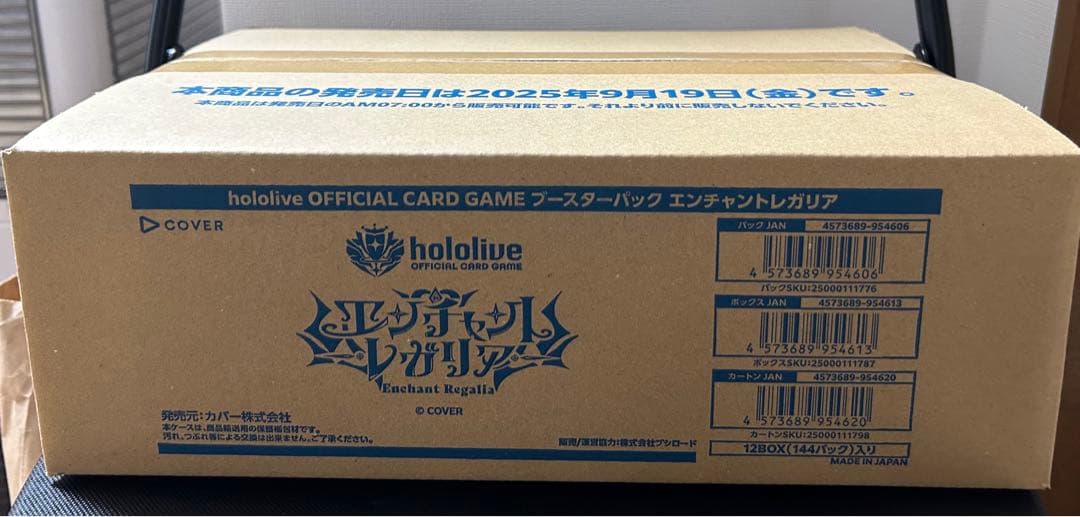 本商品の発売日は2025年9月19日(金)です。
本商品は発売日のAM07:00から販売可能です。それより前に販売しないでください。
hololive OFFICIAL CARD GAME ブースターパック エンチャントレガリア
COVER
hololive
OFFICIAL CARD GAME
エンチャント
レガリア
Enchant Regalia
© COVER
発売元:カバー株式会社
本ケースは、商品輸送用の保護梱包材です。
汚れ、つぶれ等による交換は出来ません。ご了承ください。
販売/運営協力:株式会社ブシロード
パック JAN 4573689-954606
4 573689 954606
パックSKU:25000111776
ボックス JAN 4573689-954613
4 573689 954613
ボックスSKU:25000111787
カートン JAN 4573689-954620
4 573689 954620
カートンSKU:25000111798
12BOX(144パック)入り
MADE IN JAPAN